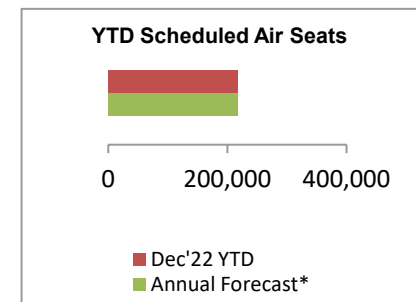 YTD Scheduled Air Seats
0 200,000 400,000
Dec'22 YTD
Annual Forecast*